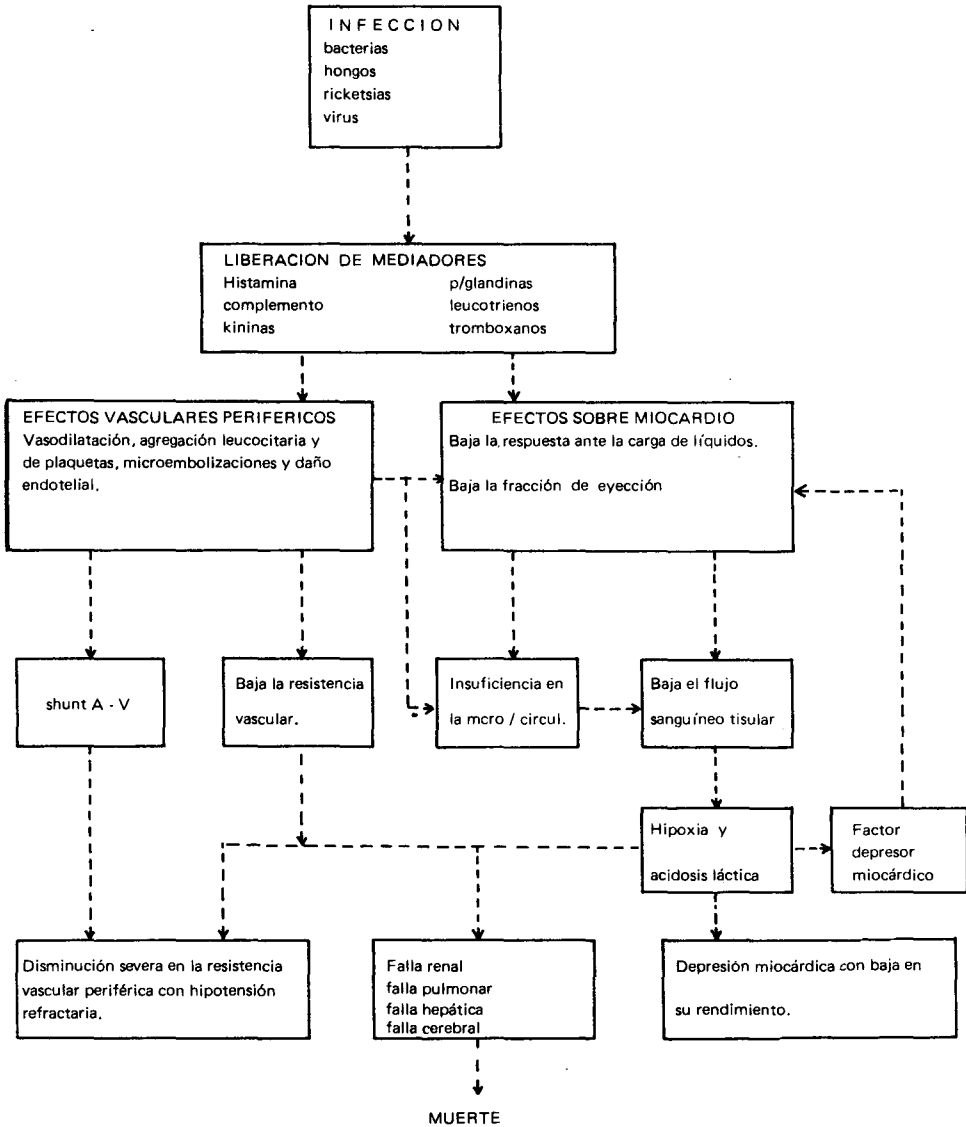 INFECCION
bacterias
hongos
ricketsias
virus
LIBERACION DE MEDIADORES
Histamina
complemento
kininas
p/glandinas
leucotrienos
tromboxanos
EFECTOS VASCULARES PERIFERICOS
Vasodilatación, agregación leucocitaria y
de plaquetas, microembolizaciones y daño
endotelial.
EFECTOS SOBRE MIOCARDIO
Baja la, respuesta ante la carga de líquidos.
Baja la fracción de eyección
shunt A - V
Baja la resistencia
vascular.
Insuficiencia en
la mcro / circul.
Baja el flujo
sanguíneo tisular
Hipoxia y
acidosis láctica
Factor
depresor
miocárdico
Disminución severa en la resistencia
vascular periférica con hipotensión
refractaria.
Falla renal
falla pulmonar
falla hepática
falla cerebral
Depresión miocárdica con baja en
su rendimiento.
MUERTE